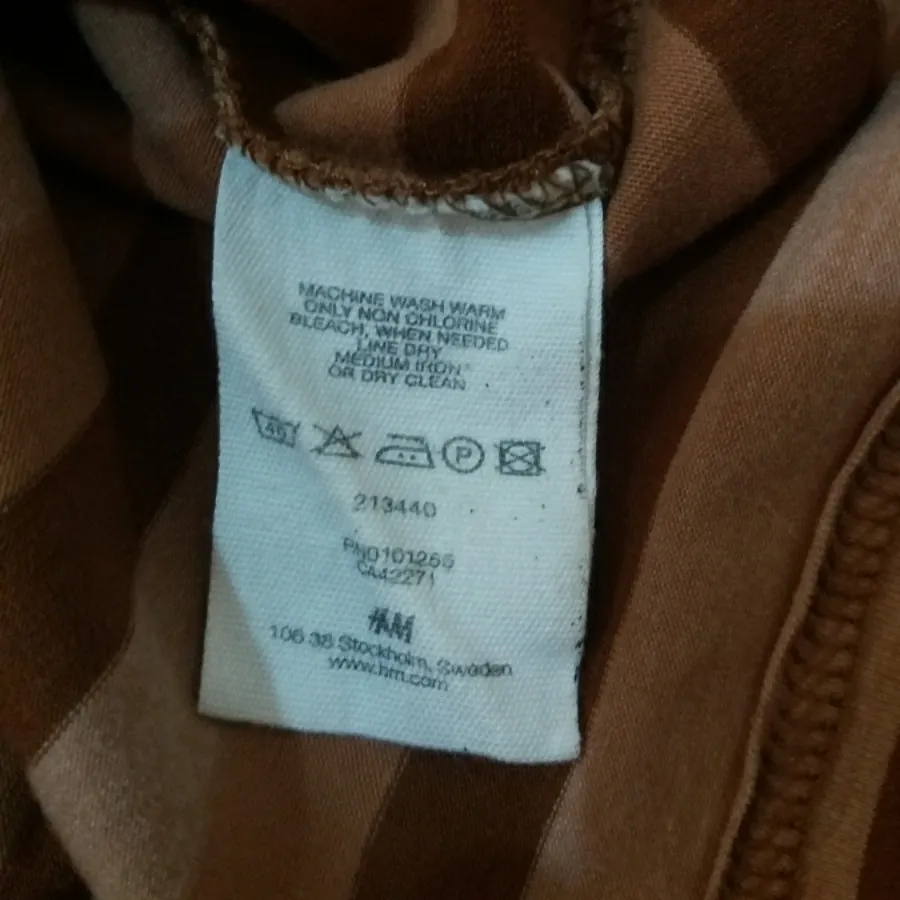 MACHINE WASH WARM
ONLY NON CHLORINE
BLEACH, WHEN NEEDED
LINE DRY
MEDIUM IRON
OR DRY CLEAN
40
P
213440
RN0101255
CA42271
H&M
106 38 Stockholm, Sweden
www.hm.com